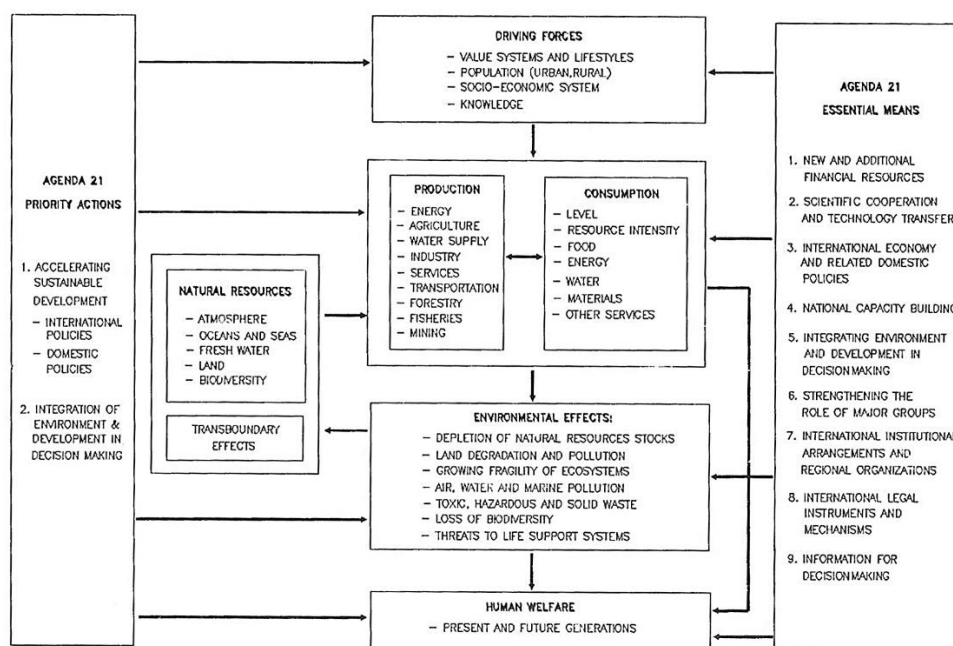 AGENDA 21
PRIORITY ACTIONS
1. ACCELERATING
SUSTAINABLE
DEVELOPMENT
– INTERNATIONAL
POLICIES
– DOMESTIC
POLICIES
2. INTEGRATION OF
ENVIRONMENT &
DEVELOPMENT IN
DECISION MAKING
DRIVING FORCES
– VALUE SYSTEMS AND LIFESTYLES
– POPULATION (URBAN,RURAL)
– SOCIO-ECONOMIC SYSTEM
– KNOWLEDGE
NATURAL RESOURCES
– ATMOSPHERE
– OCEANS AND SEAS
– FRESH WATER
– LAND
– BIODIVERSITY
TRANSBOUNDARY
EFFECTS
PRODUCTION
– ENERGY
– AGRICULTURE
– WATER SUPPLY
– INDUSTRY
– SERVICES
– TRANSPORTATION
– FORESTRY
– FISHERIES
– MINING
CONSUMPTION
– LEVEL
– RESOURCE INTENSITY
– FOOD
– ENERGY
– WATER
– MATERIALS
– OTHER SERVICES
ENVIRONMENTAL EFFECTS:
– DEPLETION OF NATURAL RESOURCES STOCKS
– LAND DEGRADATION AND POLLUTION
– GROWING FRAGILITY OF ECOSYSTEMS
– AIR, WATER AND MARINE POLLUTION
– TOXIC, HAZARDOUS AND SOLID WASTE
– LOSS OF BIODIVERSITY
– THREATS TO LIFE SUPPORT SYSTEMS
HUMAN WELFARE
– PRESENT AND FUTURE GENERATIONS
AGENDA 21
ESSENTIAL MEANS
1. NEW AND ADDITIONAL
FINANCIAL RESOURCES
2. SCIENTIFIC COOPERATION
AND TECHNOLOGY TRANSFER
3. INTERNATIONAL ECONOMY
AND RELATED DOMESTIC
POLICIES
4. NATIONAL CAPACITY BUILDING
5. INTEGRATING ENVIRONMENT
AND DEVELOPMENT IN
DECISION MAKING
6. STRENGTHENING THE
ROLE OF MAJOR GROUPS
7. INTERNATIONAL INSTITUTIONAL
ARRANGEMENTS AND
REGIONAL ORGANIZATIONS
8. INTERNATIONAL LEGAL
INSTRUMENTS AND
MECHANISMS
9. INFORMATION FOR
DECISION MAKING